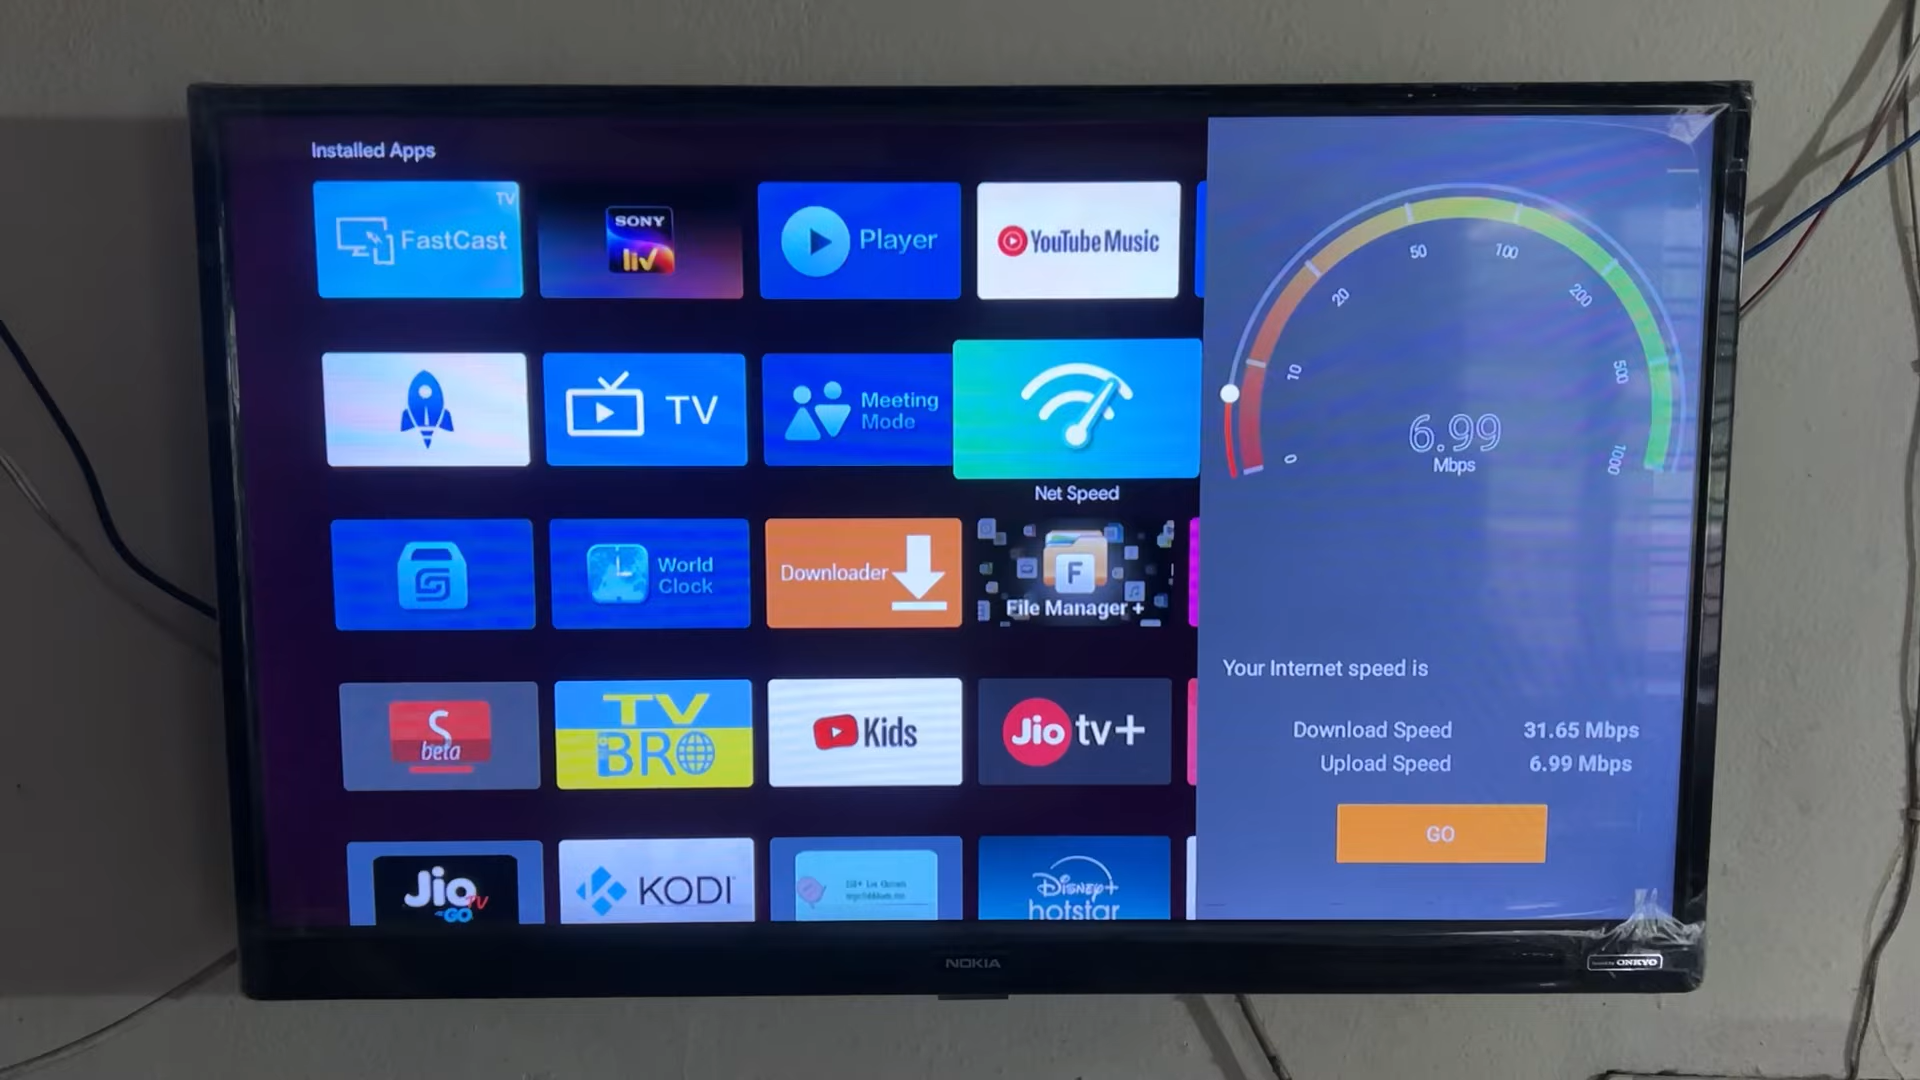 Installed Apps
TV
FastCast
SONY
liv
Player
YouTube Music
TV
Meeting
Mode
Net Speed
World
Clock
Downloader
F
File Manager +
S
beta
TV
BRO
Kids
Jio tv+
Jio TV
GO
KODI
Disney+
hotstar
0
10
20
50
100
200
500
1000
6.99
Mbps
Your Internet speed is
Download Speed 31.65 Mbps
Upload Speed 6.99 Mbps
GO
NOKIA
ONKYO